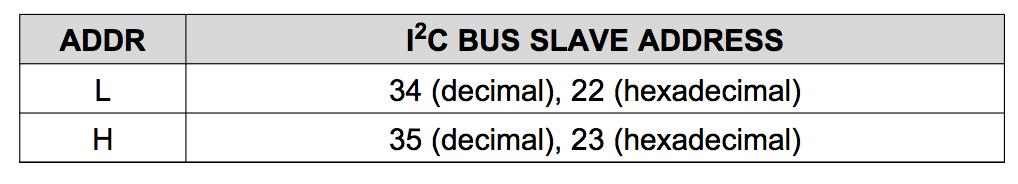 ADDR I²C BUS SLAVE ADDRESS
L 34 (decimal), 22 (hexadecimal)
H 35 (decimal), 23 (hexadecimal)